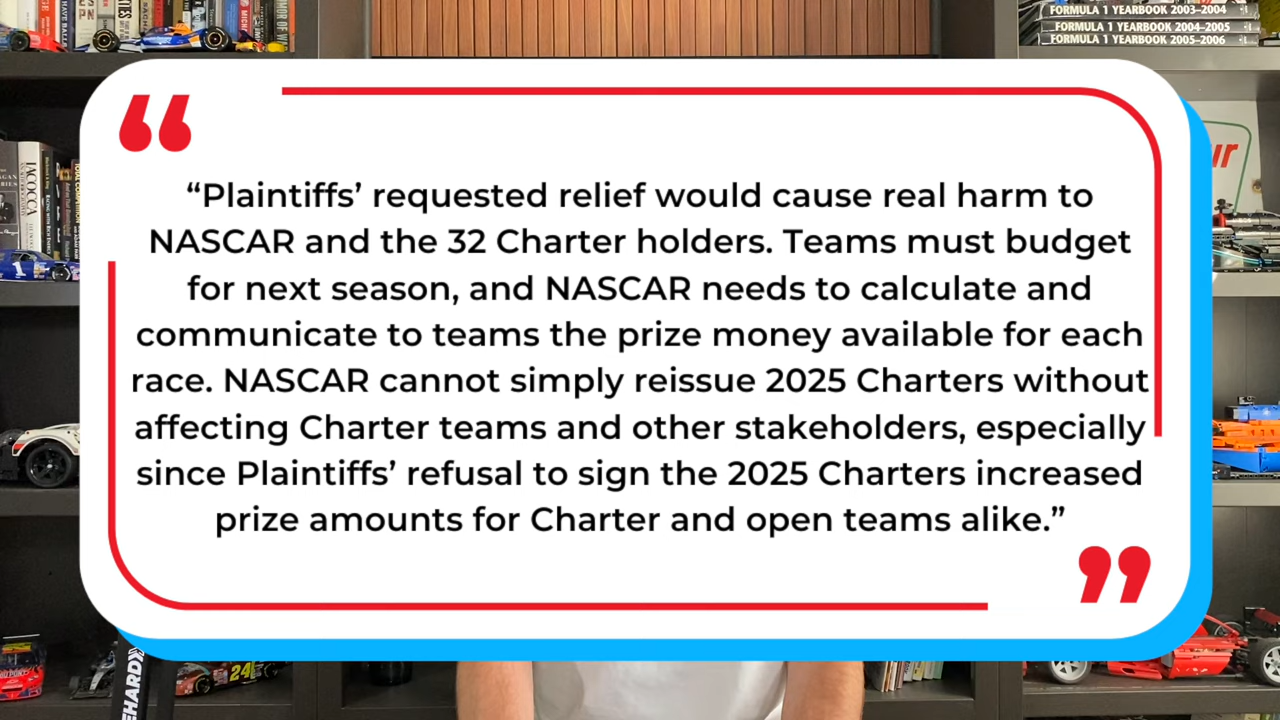 FORMULA 1 YEARBOOK 2003–2004
FORMULA 1 YEARBOOK 2004–2005
FORMULA 1 YEARBOOK 2005–2006
IACOCCA
“Plaintiffs’ requested relief would cause real harm to
NASCAR and the 32 Charter holders. Teams must budget
for next season, and NASCAR needs to calculate and
communicate to teams the prize money available for each
race. NASCAR cannot simply reissue 2025 Charters without
affecting Charter teams and other stakeholders, especially
since Plaintiffs’ refusal to sign the 2025 Charters increased
prize amounts for Charter and open teams alike.”
24